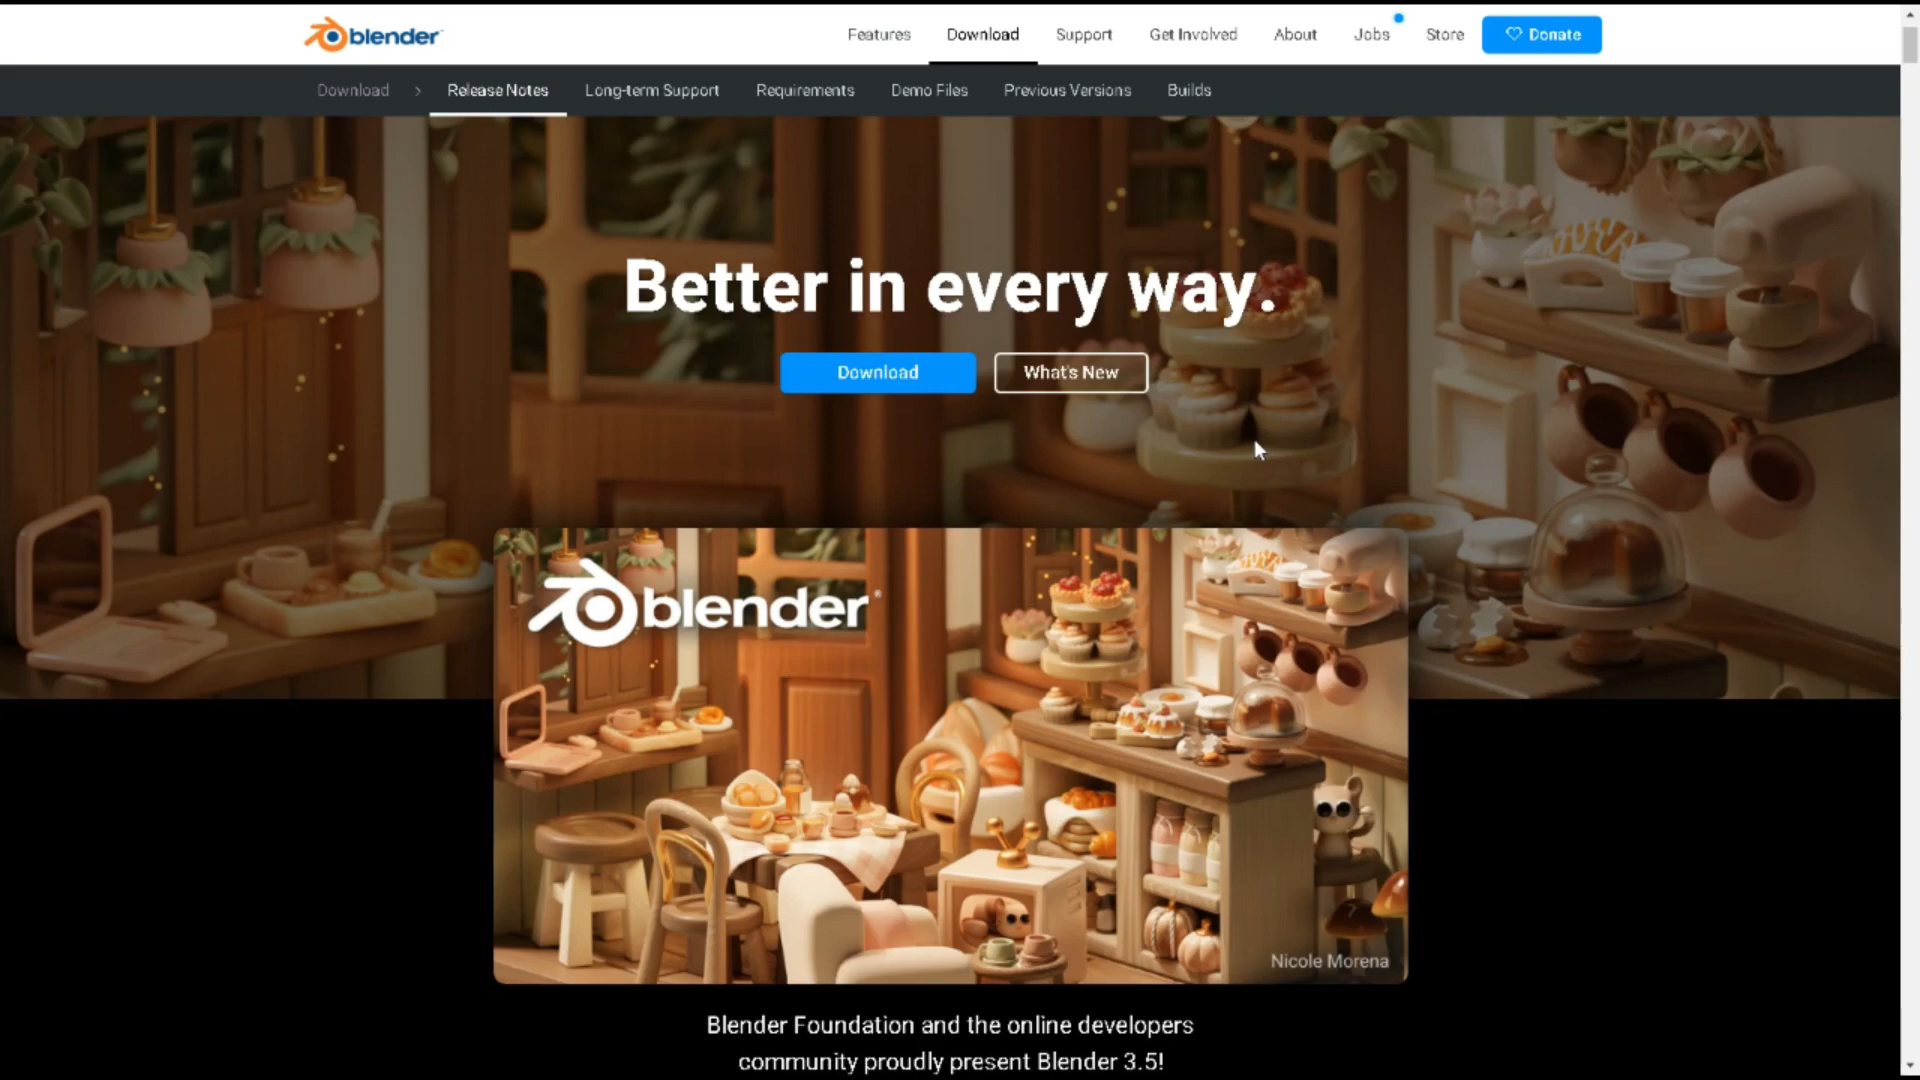 blender
Features Download Support Get Involved About Jobs Store Donate
Download > Release Notes Long-term Support Requirements Demo Files Previous Versions Builds
Better in every way.
Download What's New
blender
Nicole Morena
Blender Foundation and the online developers
community proudly present Blender 3.5!